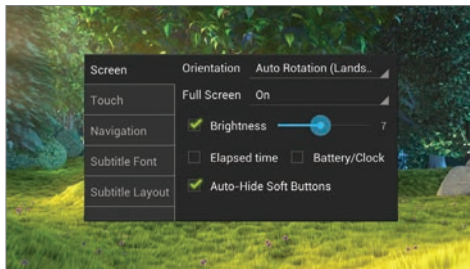 Screen
Orientation Auto Rotation (Lands..
Touch
Full Screen On
Navigation
Brightness 7
Subtitle Font
Elapsed time Battery/Clock
Subtitle Layout
Auto-Hide Soft Buttons